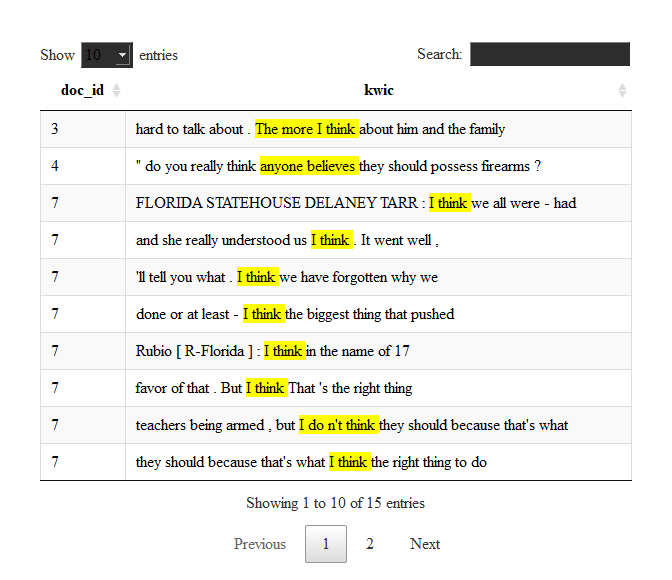 Show 10 entries Search:
doc_id kwic
3 hard to talk about . The more I think about him and the family
4 " do you really think anyone believes they should possess firearms ?
7 FLORIDA STATEHOUSE DELANEY TARR : I think we all were - had
7 and she really understood us I think . It went well ,
7 'll tell you what . I think we have forgotten why we
7 done or at least - I think the biggest thing that pushed
7 Rubio [ R-Florida ] : I think in the name of 17
7 favor of that . But I think That 's the right thing
7 teachers being armed , but I do n't think they should because that's what
7 they should because that's what I think the right thing to do
Showing 1 to 10 of 15 entries
Previous 1 2 Next